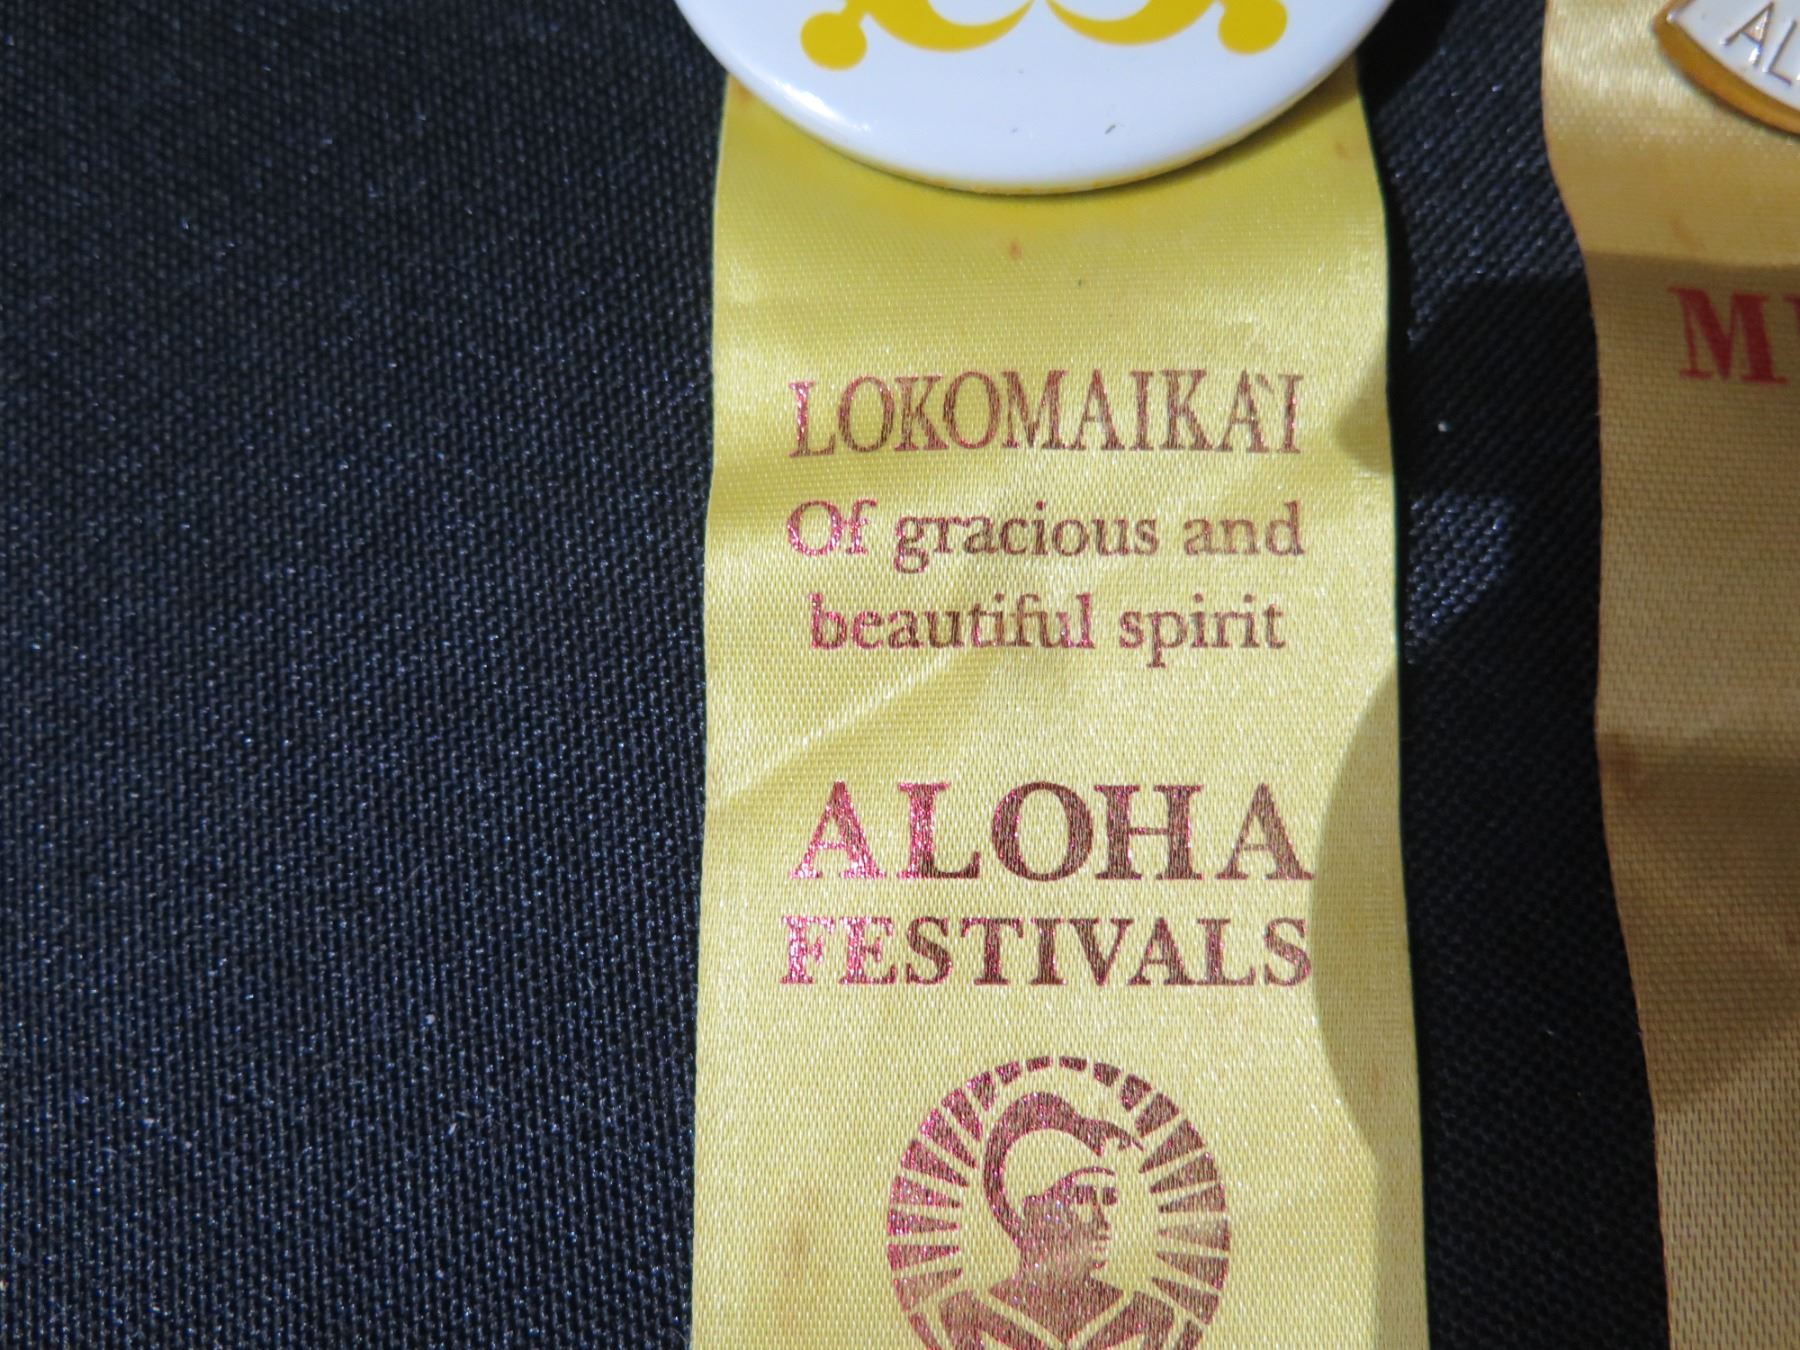 LOKOMAIKA`I
Of gracious and
beautiful spirit
ALOHA
FESTIVALS